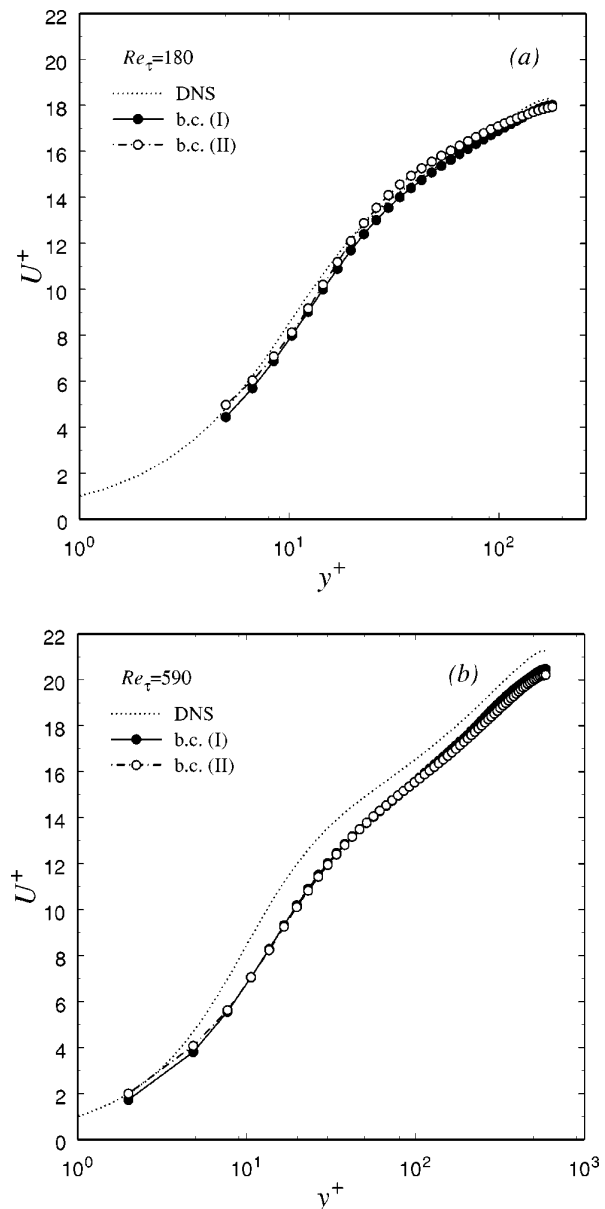 22
20
18
16
14
12
10
8
6
4
2
0
U+
Reτ=180
(a)
DNS
b.c. (I)
b.c. (II)
10⁰
10¹
10²
y+
22
20
18
16
14
12
10
8
6
4
2
0
U+
Reτ=590
(b)
DNS
b.c. (I)
b.c. (II)
10⁰
10¹
10²
10³
y+